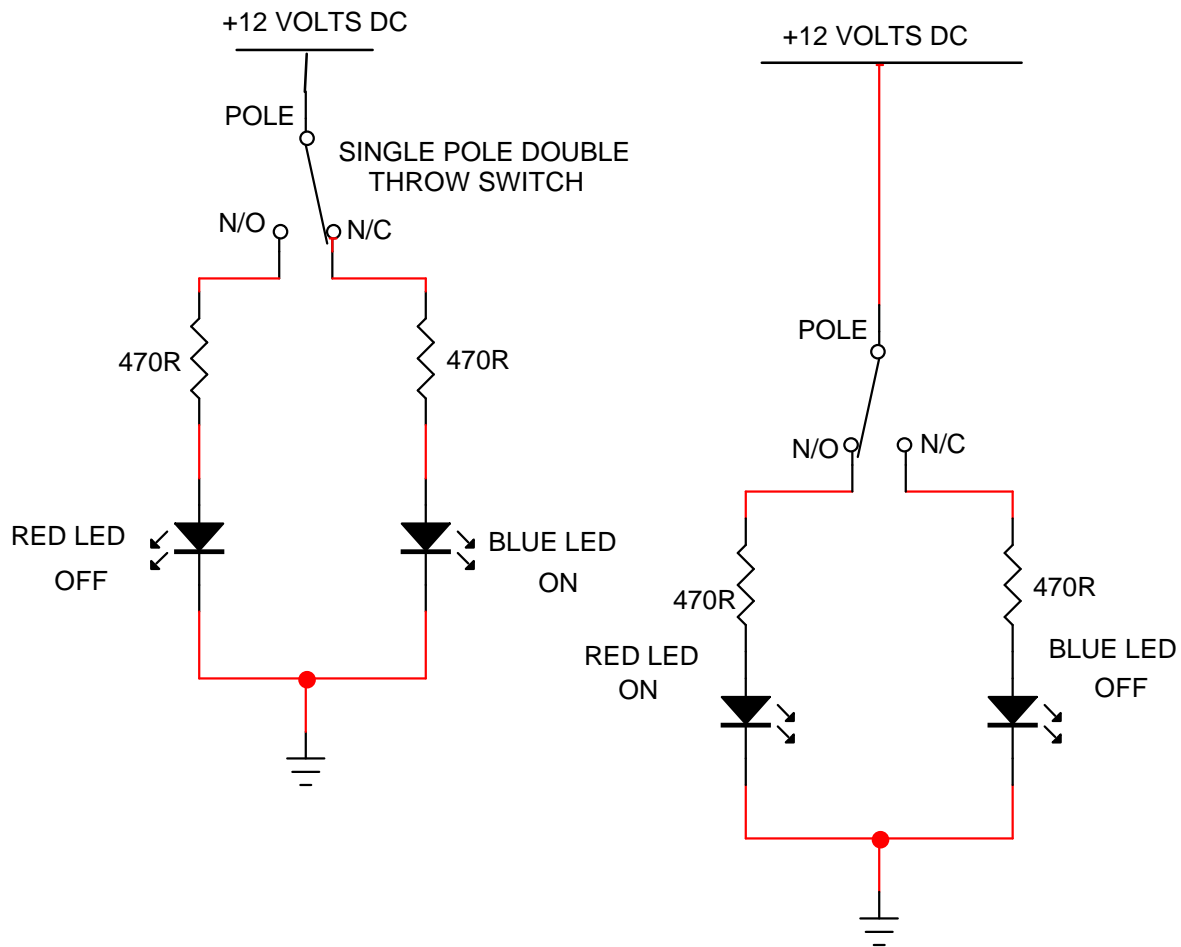 +12 VOLTS DC
POLE
SINGLE POLE DOUBLE
THROW SWITCH
N/O
N/C
470R
470R
RED LED
OFF
BLUE LED
ON
+12 VOLTS DC
POLE
N/O
N/C
470R
470R
RED LED
ON
BLUE LED
OFF